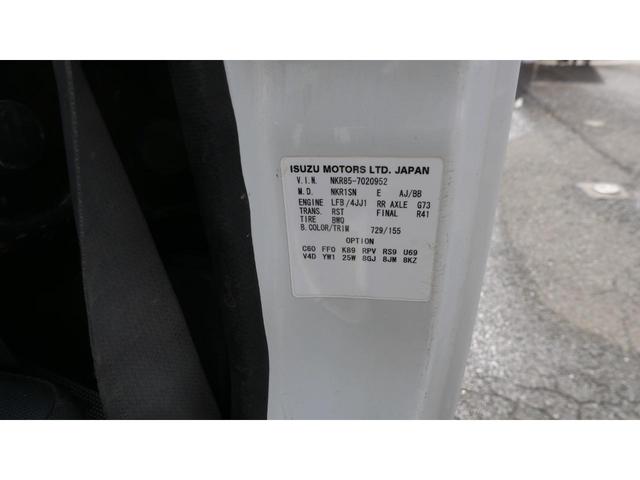 ISUZU MOTORS LTD. JAPAN
V.I.N. NKR85-7020952
M.D. NKR1SN E AJ/BB
ENGINE LFB/4JJ1 RR AXLE G73
TRANS. RST FINAL R41
TIRE BWQ
B.COLOR/TRIM 729/155
OPTION
C60 FF0 K89 RPV RS9 U69
V4D YW1 25W 8GJ 8JM 8KZ